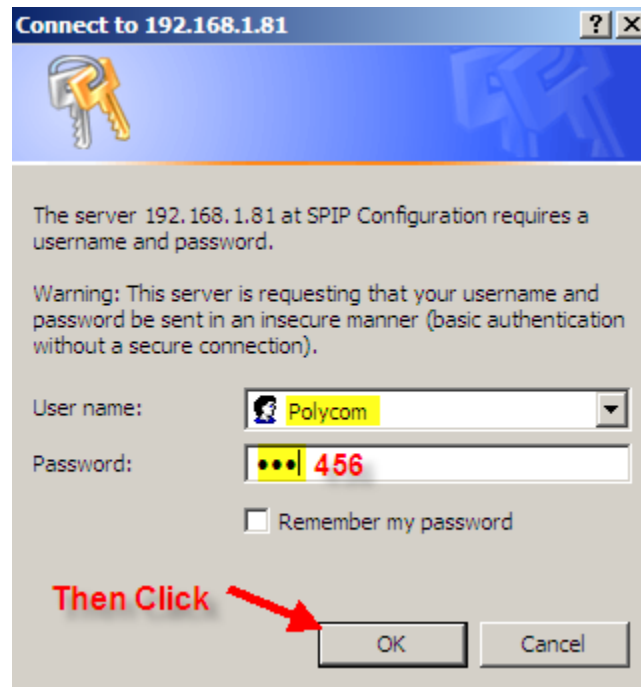 Connect to 192.168.1.81
The server 192.168.1.81 at SPIP Configuration requires a
username and password.
Warning: This server is requesting that your username and
password be sent in an insecure manner (basic authentication
without a secure connection).
User name: Polycom
Password: ●●● 456
Remember my password
Then Click
OK Cancel